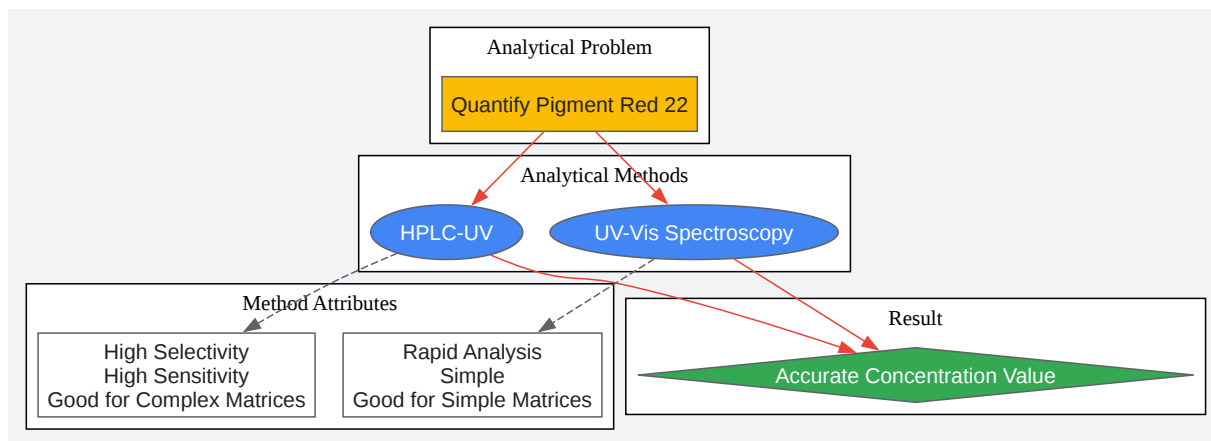 Analytical Problem
Quantify Pigment Red 22
Analytical Methods
HPLC-UV
UV-Vis Spectroscopy
Method Attributes
High Selectivity
High Sensitivity
Good for Complex Matrices
Rapid Analysis
Simple
Good for Simple Matrices
Result
Accurate Concentration Value